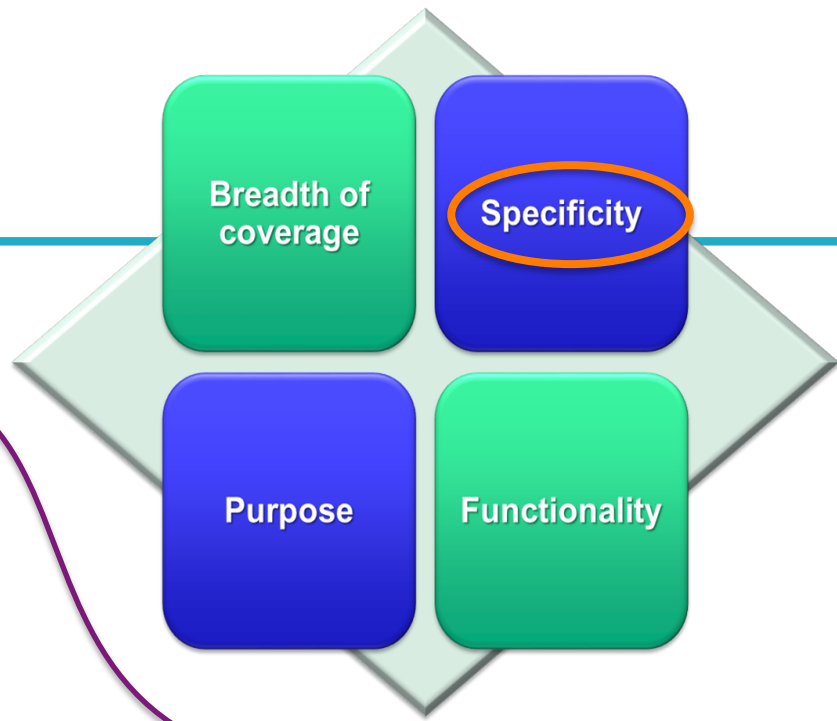 Breadth of
coverage
Specificity
Purpose
Functionality